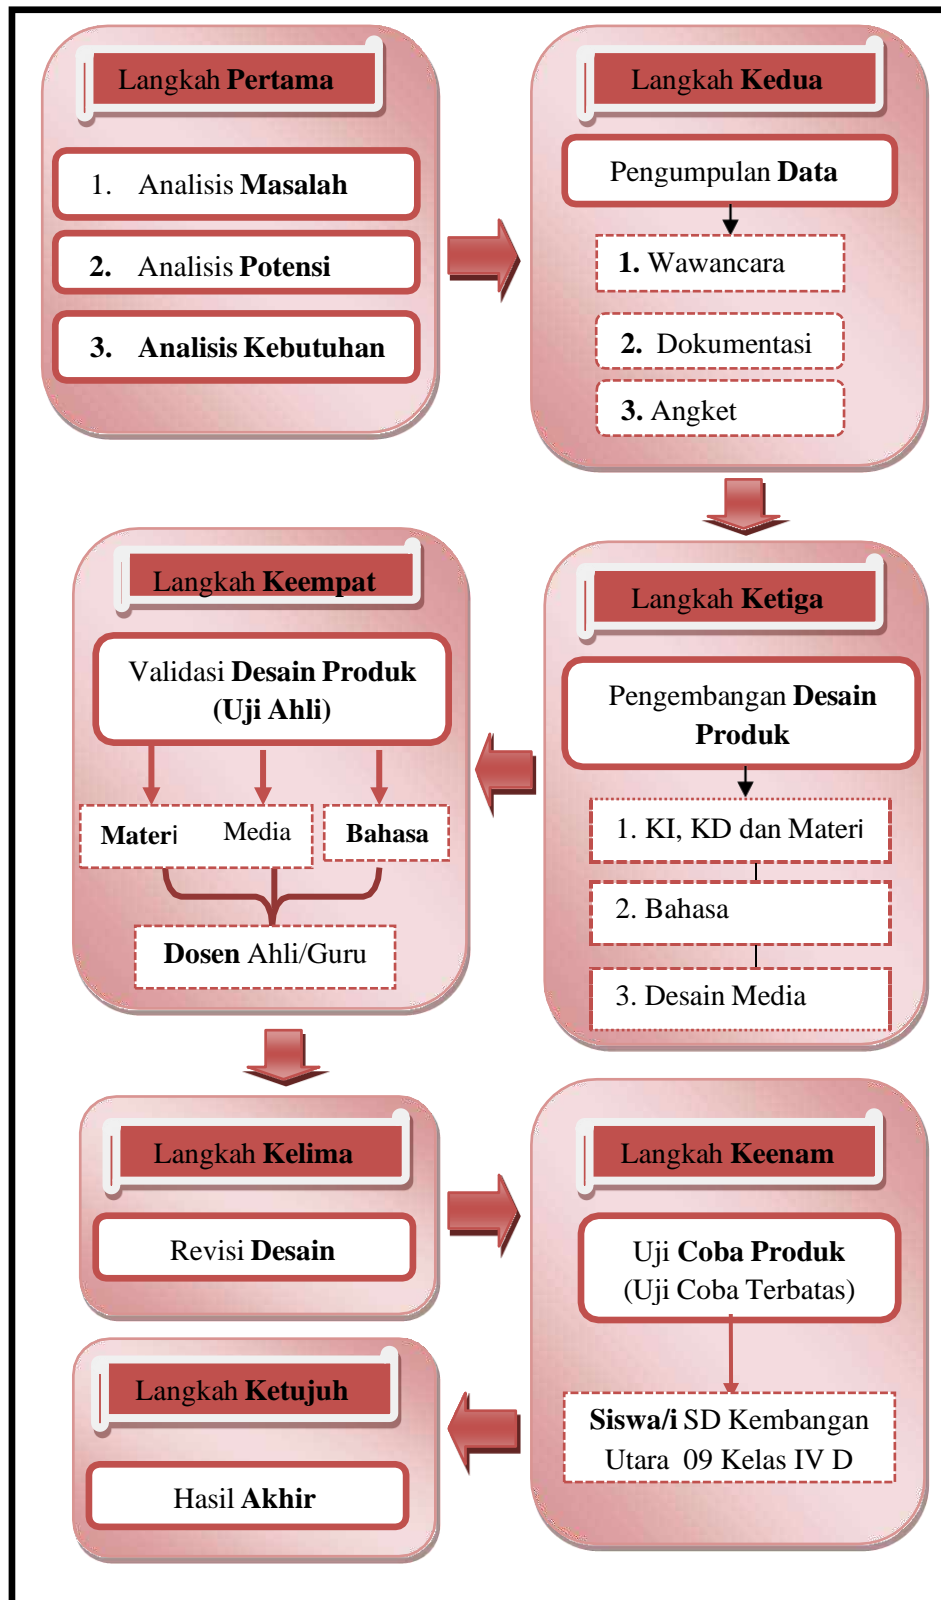 Langkah Pertama
1. Analisis Masalah
2. Analisis Potensi
3. Analisis Kebutuhan
Langkah Kedua
Pengumpulan Data
1. Wawancara
2. Dokumentasi
3. Angket
Langkah Ketiga
Pengembangan Desain
Produk
1. KI, KD dan Materi
2. Bahasa
3. Desain Media
Langkah Keempat
Validasi Desain Produk
(Uji Ahli)
Materi Media Bahasa
Dosen Ahli/Guru
Langkah Kelima
Revisi Desain
Langkah Keenam
Uji Coba Produk
(Uji Coba Terbatas)
Siswa/i SD Kembangan
Utara 09 Kelas IV D
Langkah Ketujuh
Hasil Akhir